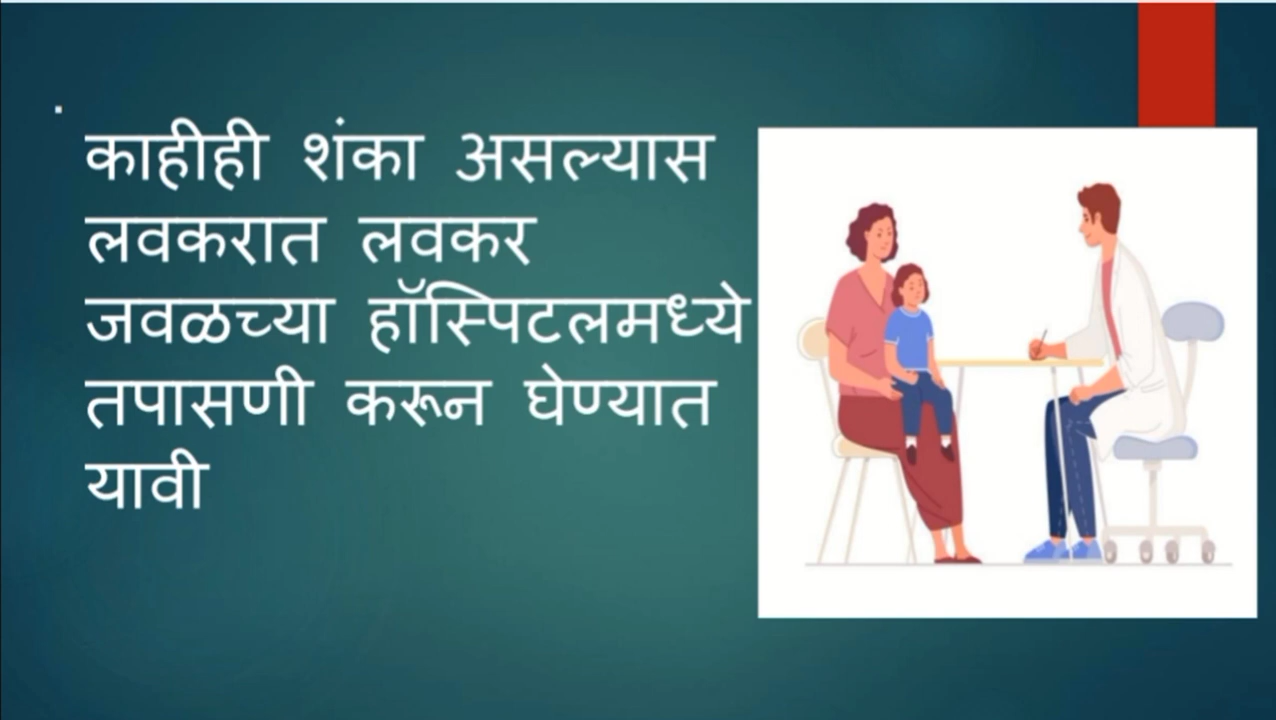 काहीही शंका असल्यास
लवकरात लवकर
जवळच्या हॉस्पिटलमध्ये
तपासणी करून घेण्यात
यावी